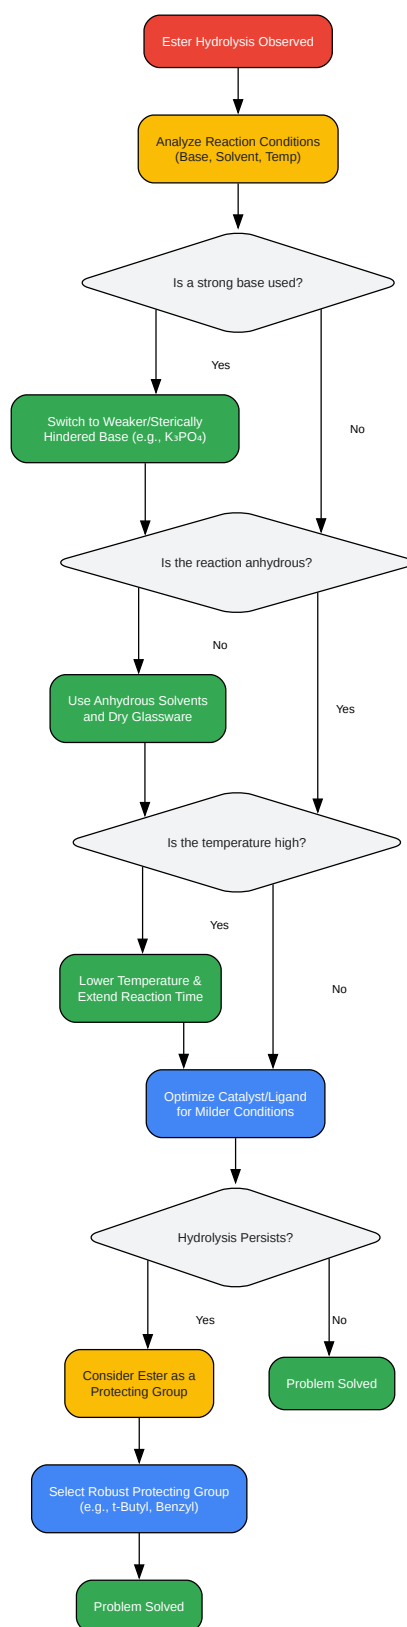 Ester Hydrolysis Observed
Analyze Reaction Conditions
(Base, Solvent, Temp)
Is a strong base used?
Yes
Switch to Weaker/Sterically
Hindered Base (e.g., K₃PO₄)
No
Is the reaction anhydrous?
No
Use Anhydrous Solvents
and Dry Glassware
Yes
Is the temperature high?
Yes
Lower Temperature &
Extend Reaction Time
No
Optimize Catalyst/Ligand
for Milder Conditions
Hydrolysis Persists?
Yes
No
Consider Ester as a
Protecting Group
Problem Solved
Select Robust Protecting Group
(e.g., t-Butyl, Benzyl)
Problem Solved